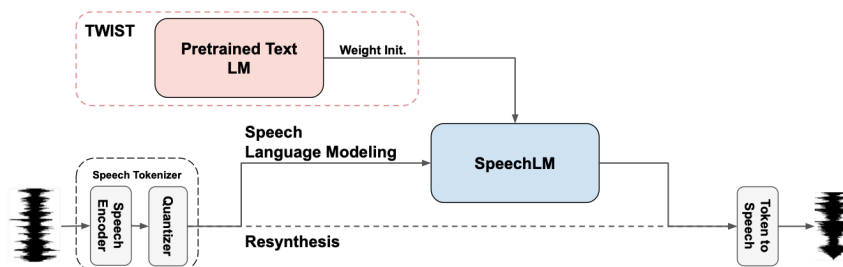 TWIST
Pretrained Text
LM
Weight Init.
Speech
Language Modeling
SpeechLM
Speech Tokenizer
Speech
Encoder
Quantizer
Resynthesis
Token to
Speech